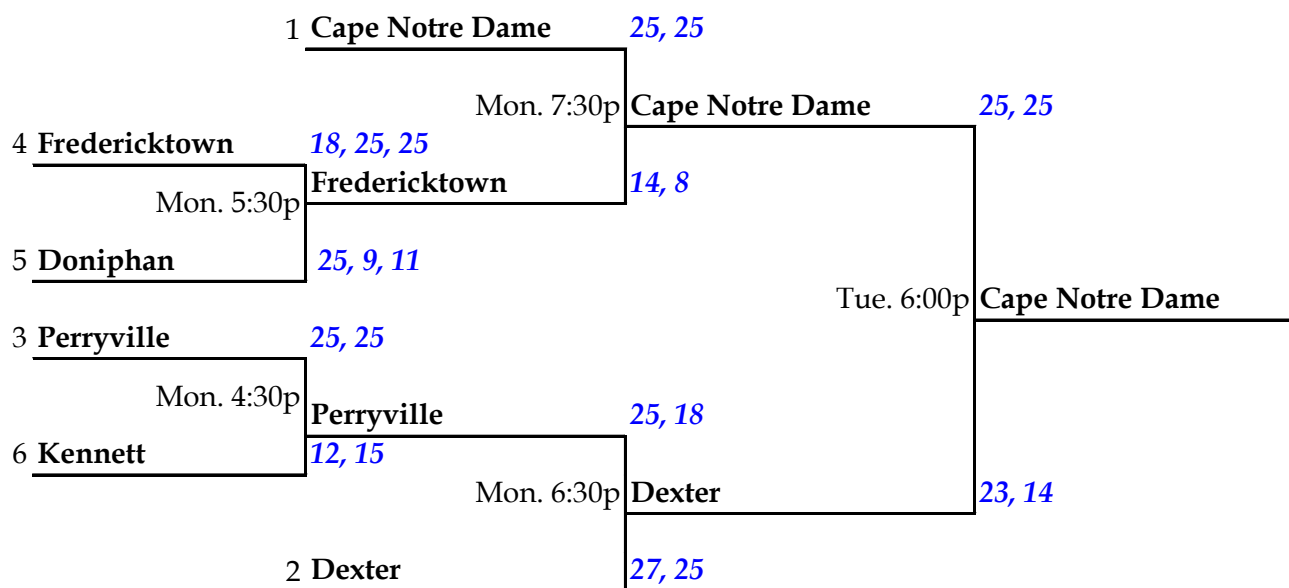 1 Cape Notre Dame 25, 25
Mon. 7:30p Cape Notre Dame 25, 25
4 Fredericktown 18, 25, 25
Fredericktown 14, 8
Mon. 5:30p
5 Doniphan 25, 9, 11
Tue. 6:00p Cape Notre Dame
3 Perryville 25, 25
Mon. 4:30p
Perryville 25, 18
6 Kennett 12, 15
Mon. 6:30p Dexter 23, 14
2 Dexter 27, 25